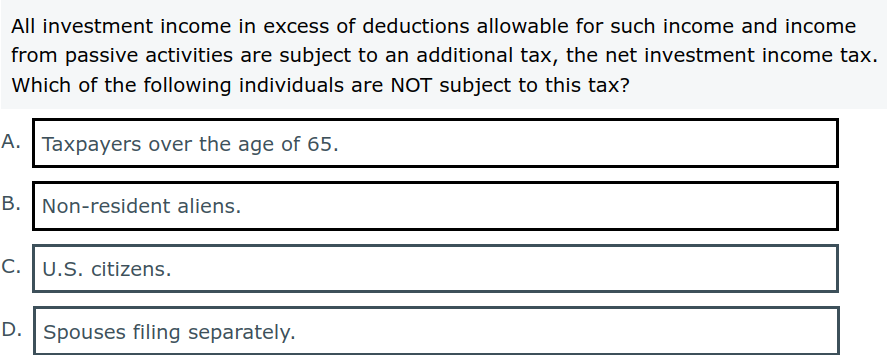 All investment income in excess of deductions allowable for such income and income
from passive activities are subject to an additional tax, the net investment income tax.
Which of the following individuals are NOT subject to this tax?
A. Taxpayers over the age of 65.
B. Non-resident aliens.
C. U.S. citizens.
D. Spouses filing separately.